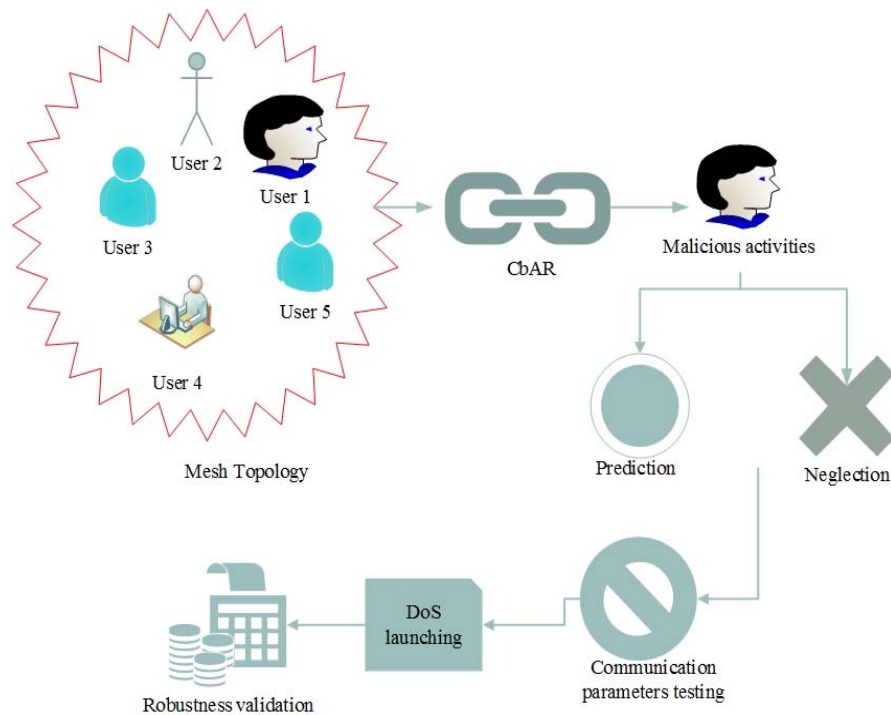 User 2
User 1
User 3
User 5
User 4
Mesh Topology
CbAR
Malicious activities
Prediction
Neglection
Communication
parameters testing
DoS
launching
Robustness validation